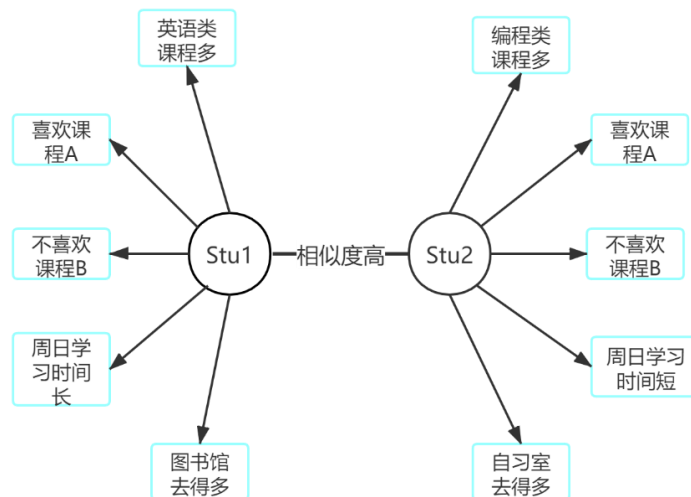 英语类
课程多
编程类
课程多
喜欢课
程A
喜欢课
程A
不喜欢
课程B
Stu1
相似度高
Stu2
不喜欢
课程B
周日学
习时间
长
周日学习
时间短
图书馆
去得多
自习室
去得多